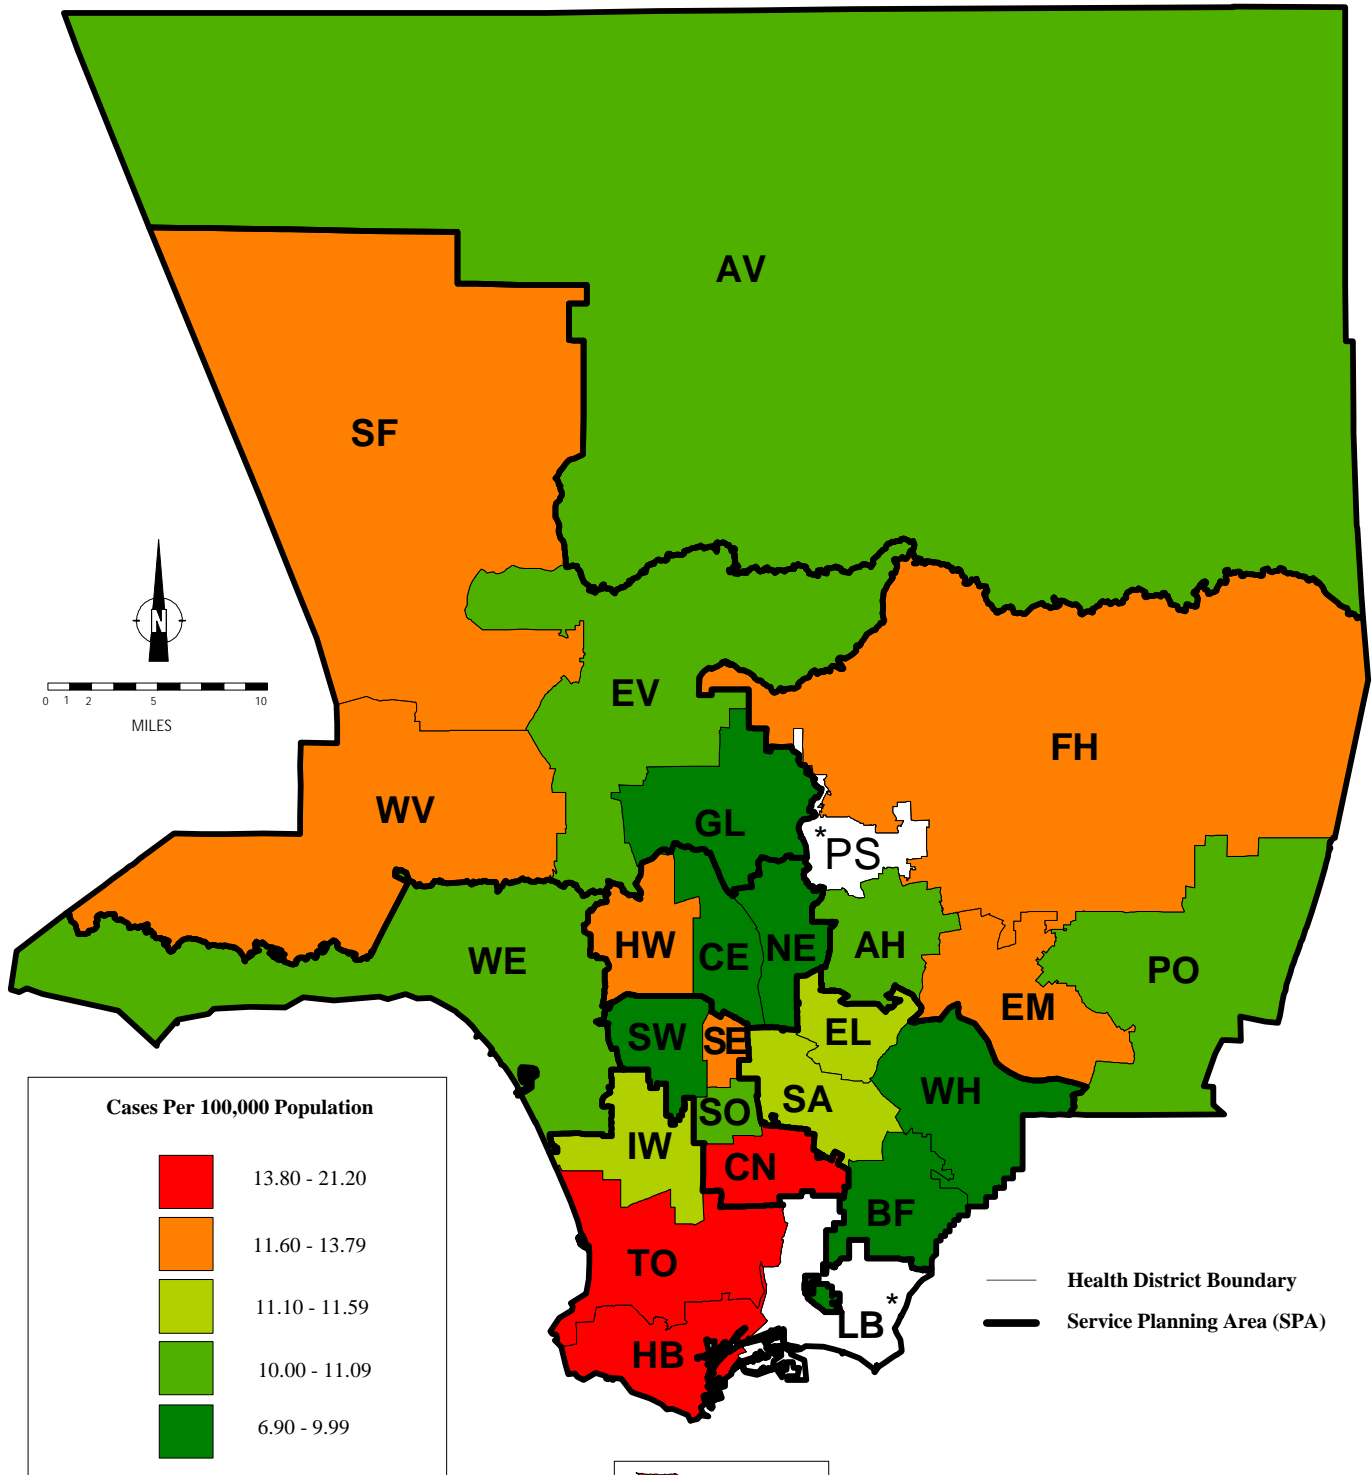 AV
SF
N
0 1 2 5 10
MILES
EV
FH
WV
GL
*PS
HW
CE
NE
AH
WE
PO
EM
SW
SE
EL
WH
SA
SO
IW
CN
BF
TO
LB*
HB
Cases Per 100,000 Population
13.80 - 21.20
11.60 - 13.79
11.10 - 11.59
10.00 - 11.09
6.90 - 9.99
Health District Boundary
Service Planning Area (SPA)